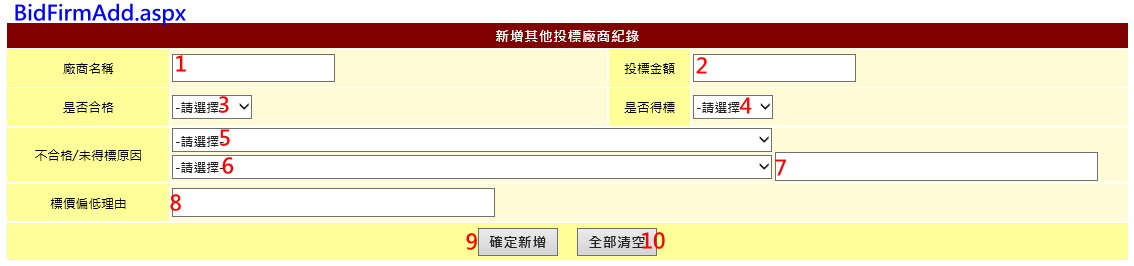 BidFirmAdd.aspx
新增其他投標廠商紀錄
廠商名稱 1 投標金額 2
是否合格 -請選擇- 3 是否得標 -請選擇- 4
-請選擇- 5
不合格/未得標原因
-請選擇- 6 7
標價偏低理由 8
9 確定新增 全部清空 10